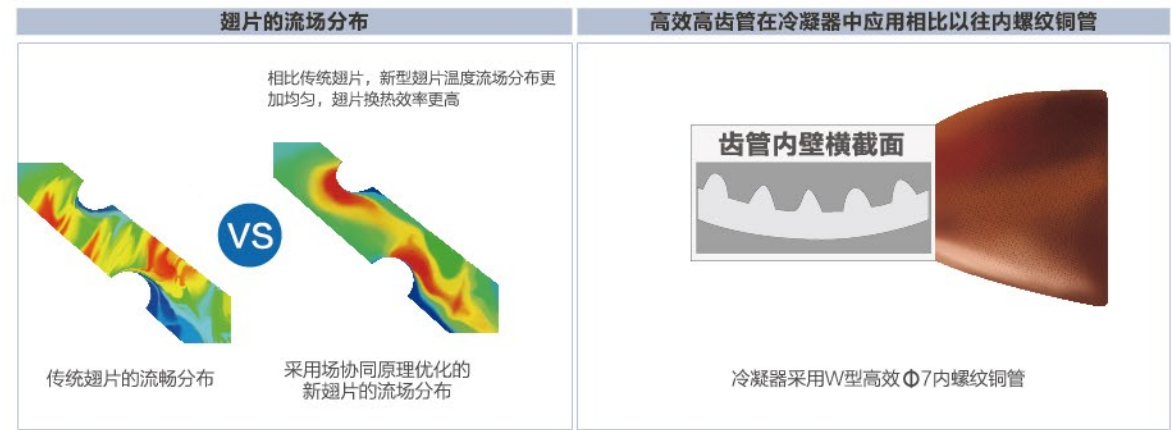 翅片的流场分布
相比传统翅片，新型翅片温度流场分布更
加均匀，翅片换热效率更高
VS
传统翅片的流畅分布
采用场协同原理优化的
新翅片的流场分布
高效高齿管在冷凝器中应用相比以往内螺纹铜管
齿管内壁横截面
冷凝器采用W型高效Φ7内螺纹铜管